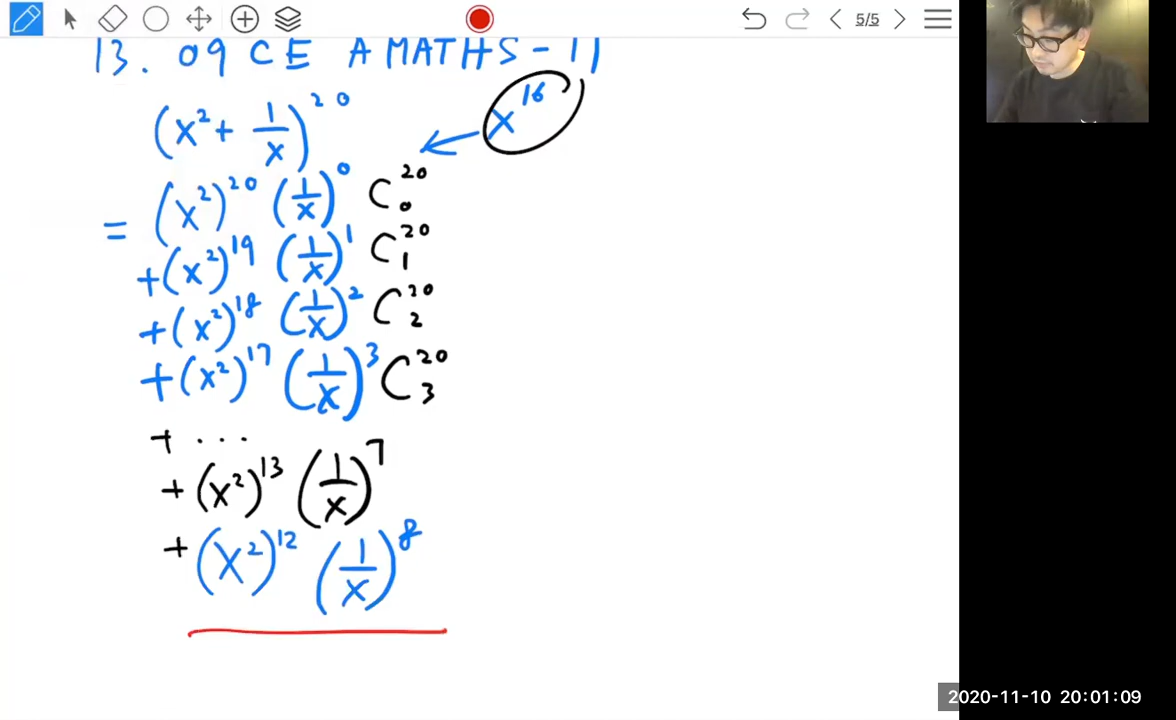 5/5
13. 09 CE A MATHS - 11
(x² + 1/x)²⁰
x¹⁶
= (x²)²⁰ (1/x)⁰ C²⁰₀
+ (x²)¹⁹ (1/x)¹ C²⁰₁
+ (x²)¹⁸ (1/x)² C²⁰₂
+ (x²)¹⁷ (1/x)³ C²⁰₃
+ ...
+ (x²)¹³ (1/x)⁷
+ (x²)¹² (1/x)⁸
2020-11-10 20:01:09